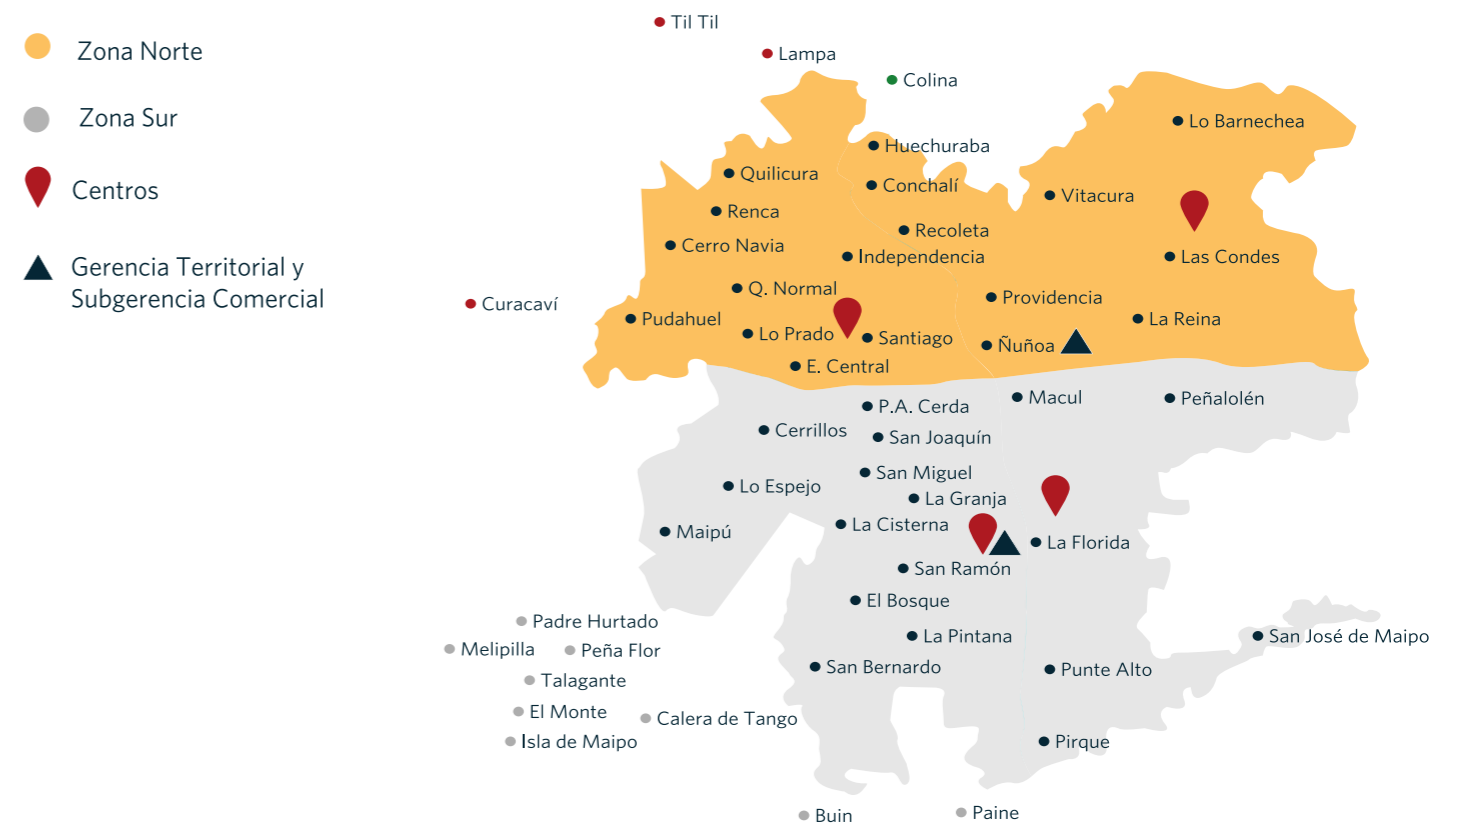 Zona Norte
Zona Sur
Centros
Gerencia Territorial y
Subgerencia Comercial
Til Til
Lampa
Colina
Lo Barnechea
Huechuraba
Quilicura
Conchalí
Vitacura
Renca
Recoleta
Cerro Navia
Independencia
Las Condes
Q. Normal
Providencia
Curacaví
Pudahuel
La Reina
Lo Prado
Santiago
Ñuñoa
E. Central
Macul
Peñalolén
P.A. Cerda
Cerrillos
San Joaquín
San Miguel
Lo Espejo
La Granja
La Cisterna
Maipú
La Florida
San Ramón
El Bosque
Padre Hurtado
La Pintana
San José de Maipo
Melipilla
Peña Flor
San Bernardo
Punte Alto
Talagante
El Monte
Calera de Tango
Isla de Maipo
Pirque
Buin
Paine